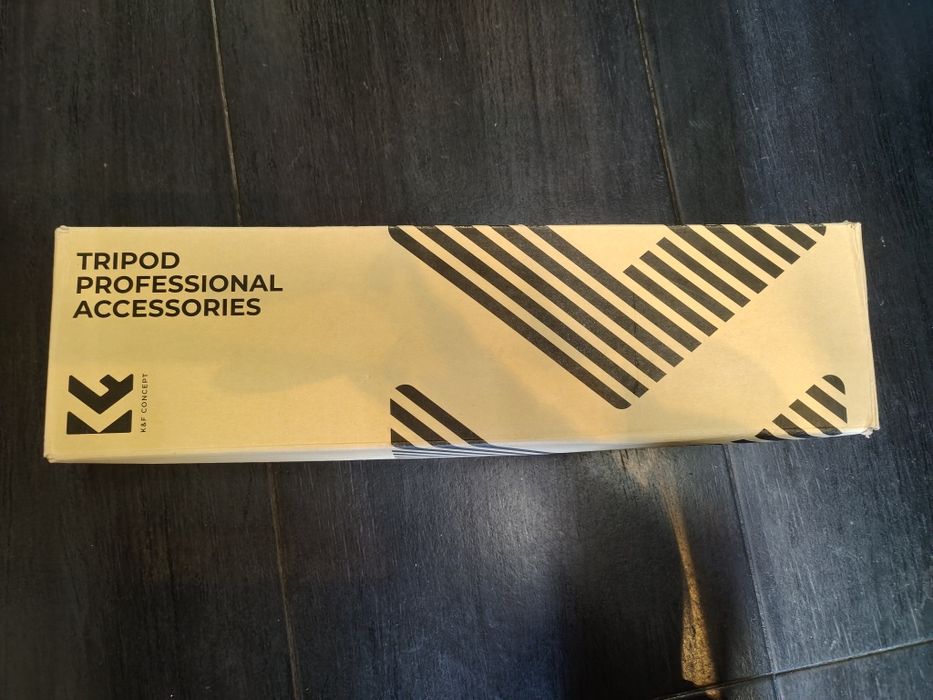 TRIPOD
PROFESSIONAL
ACCESSORIES
K&F CONCEPT